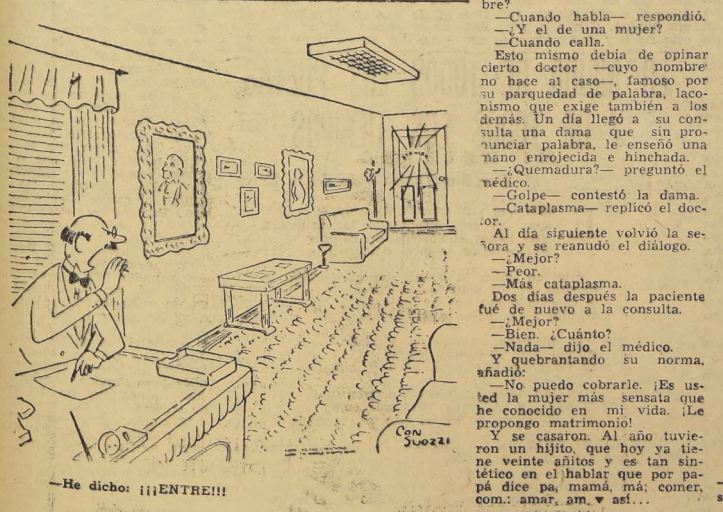 bre?
—Cuando habla— respondió.
—¿Y el de una mujer?
—Cuando calla.
Esto mismo debía de opinar
cierto doctor —cuyo nombre
no hace al caso—, famoso por
su parquedad de palabra, laco-
nismo que exige también a los
demás. Un día llegó a su con-
sulta una dama que sin pro-
nunciar palabra, le enseñó una
mano enrojecida e hinchada.
—¿Quemadura?— preguntó el
médico.
—Golpe— contestó la dama.
—Cataplasma— replicó el doc-
tor.
Al día siguiente volvió la se-
ñora y se reanudó el diálogo.
—¿Mejor?
—Peor.
—Más cataplasma.
Dos días después la paciente
fué de nuevo a la consulta.
—¿Mejor?
—Bien. ¿Cuánto?
—Nada— dijo el médico.
Y quebrantando su norma,
añadió:
—No puedo cobrarle. ¡Es us-
ted la mujer más sensata que
he conocido en mi vida. ¡Le
propongo matrimonio!
Y se casaron. Al año tuvie-
ron un hijito, que hoy ya tie-
ne veinte añitos y es tan sin-
tético en el hablar que por pa-
pá dice pa, mamá, má; comer,
com.: amar, am. y así...
CON
SUOZZI
—He dicho: ¡¡¡ENTRE!!!